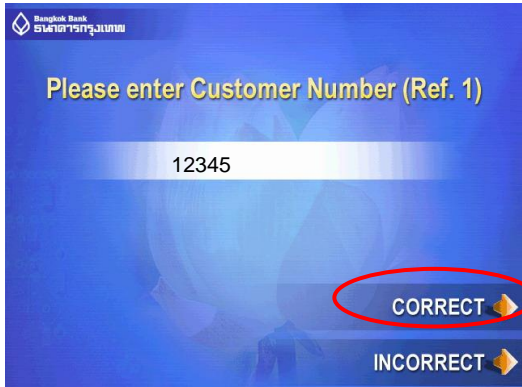 Bangkok Bank
ธนาคารกรุงเทพ
Please enter Customer Number (Ref. 1)
12345
CORRECT
INCORRECT